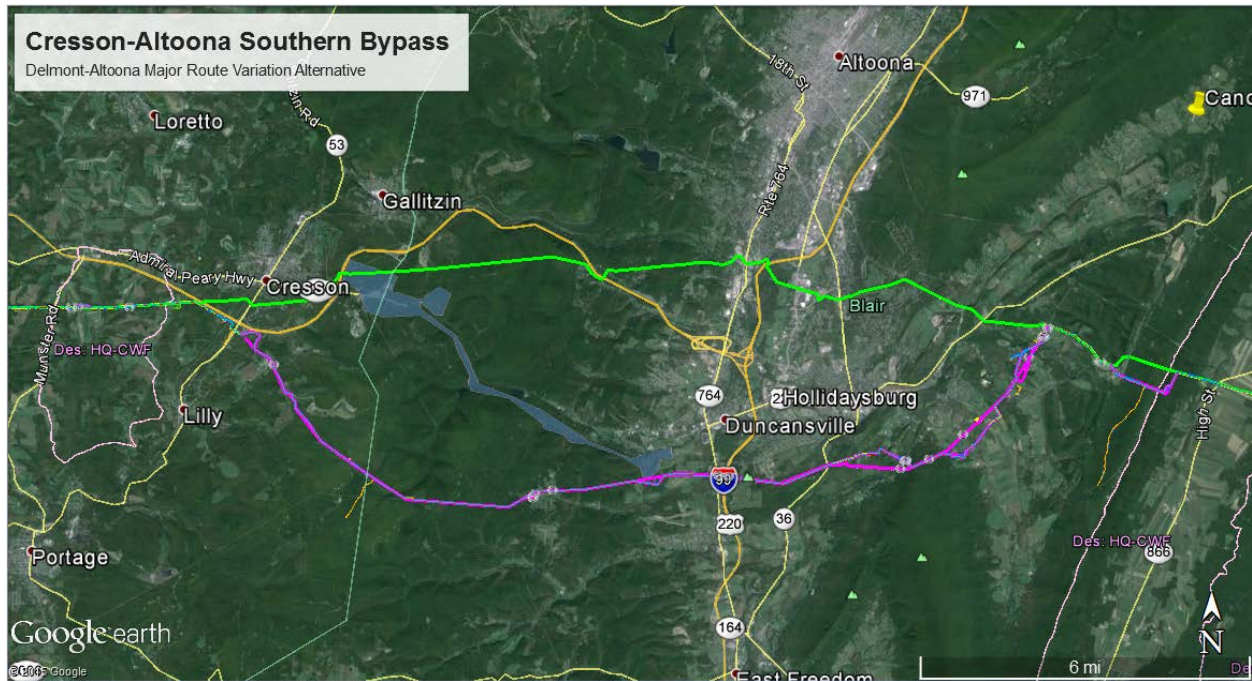 Cresson-Altoona Southern Bypass
Delmont-Altoona Major Route Variation Alternative
Altoona
18th St
971
Loretto
53
Gallitzin
Rte 764
Admiral Peary Hwy
Cresson
Blair
Munster Rd
Des: HQ-CWF
764
Hollidaysburg
Duncansville
Lilly
High St
99
220
36
Portage
Des: HQ-CWF
866
164
East Freedom
Google earth
© 2015 Google
6 mi
N